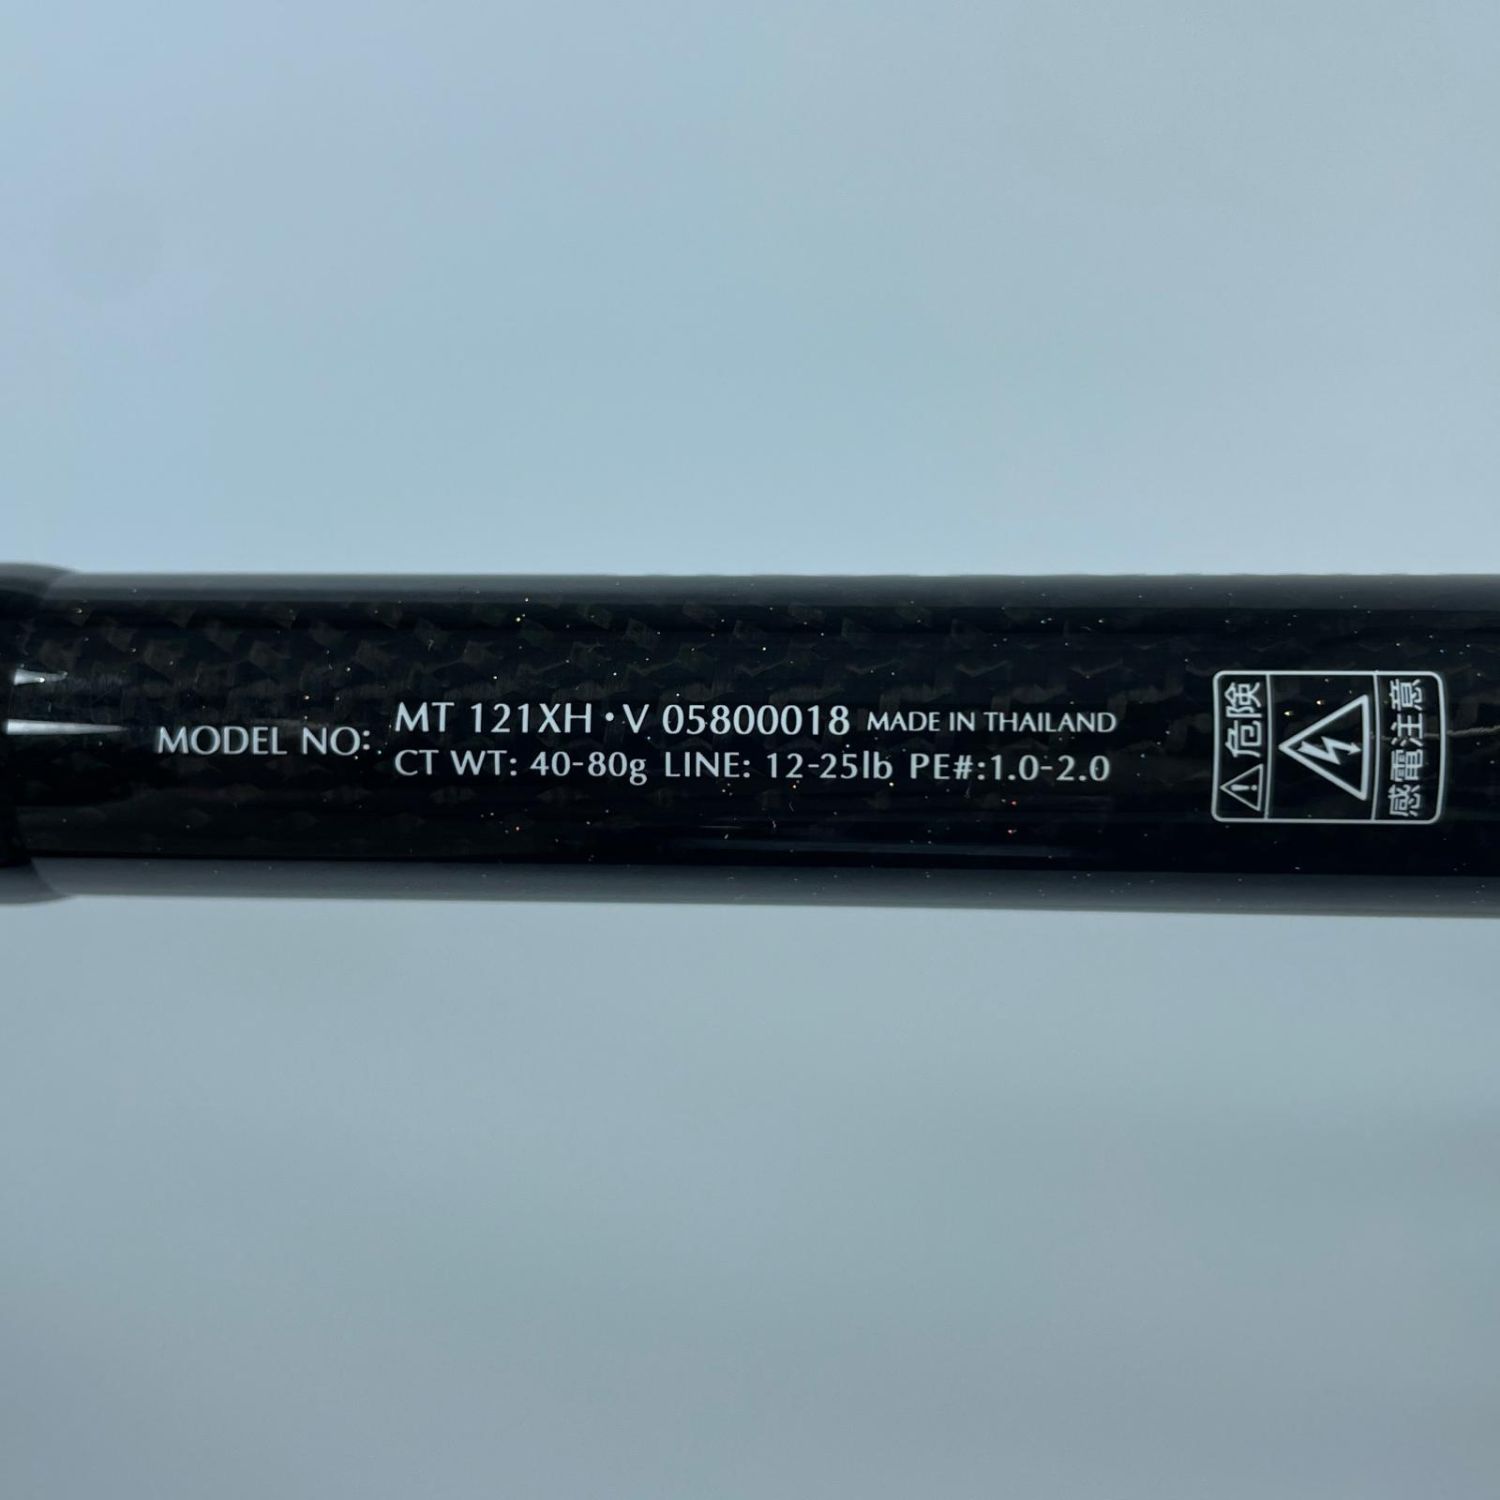 MODEL NO: MT 121XH・V 05800018 MADE IN THAILAND
CT WT: 40-80g LINE: 12-25lb PE#:1.0-2.0
危険
感電注意